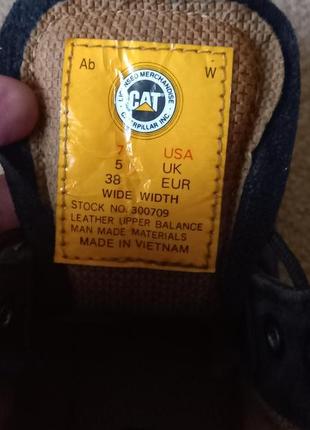 Ab W
LICENSED MERCHANDISE
CAT
CATERPILLAR INC.
7 USA
5 UK
38 EUR
WIDE WIDTH
STOCK NO. 300709
LEATHER UPPER BALANCE
MAN MADE MATERIALS
MADE IN VIETNAM